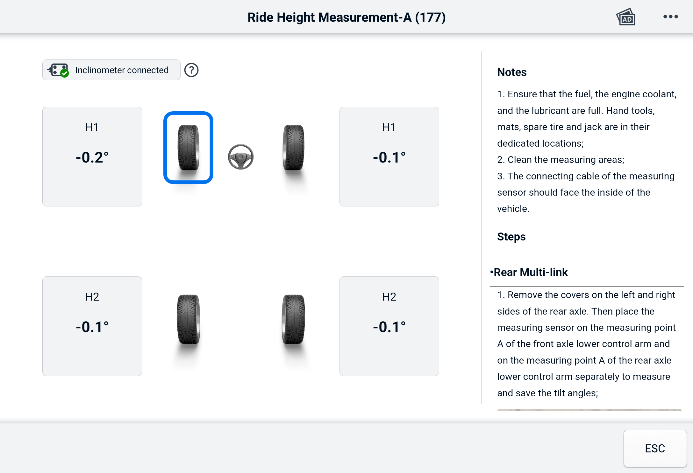 Ride Height Measurement-A (177)
AD
Inclinometer connected
?
H1
-0.2°
H1
-0.1°
H2
-0.1°
H2
-0.1°
Notes
1. Ensure that the fuel, the engine coolant,
and the lubricant are full. Hand tools,
mats, spare tire and jack are in their
dedicated locations;
2. Clean the measuring areas;
3. The connecting cable of the measuring
sensor should face the inside of the
vehicle.
Steps
•Rear Multi-link
1. Remove the covers on the left and right
sides of the rear axle. Then place the
measuring sensor on the measuring point
A of the front axle lower control arm and
on the measuring point A of the rear axle
lower control arm separately to measure
and save the tilt angles;
ESC